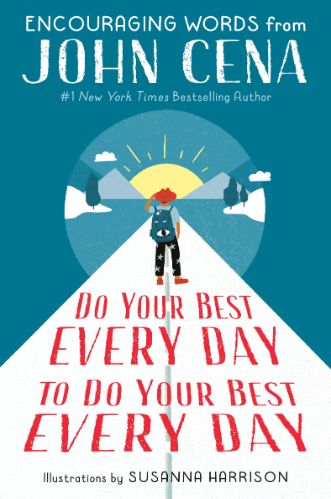 ENCOURAGING WORDS from
JOHN CENA
#1 New York Times Bestselling Author
DO YOUR BEST
EVERY DAY
TO DO YOUR BEST
EVERY DAY
Illustrations by SUSANNA HARRISON